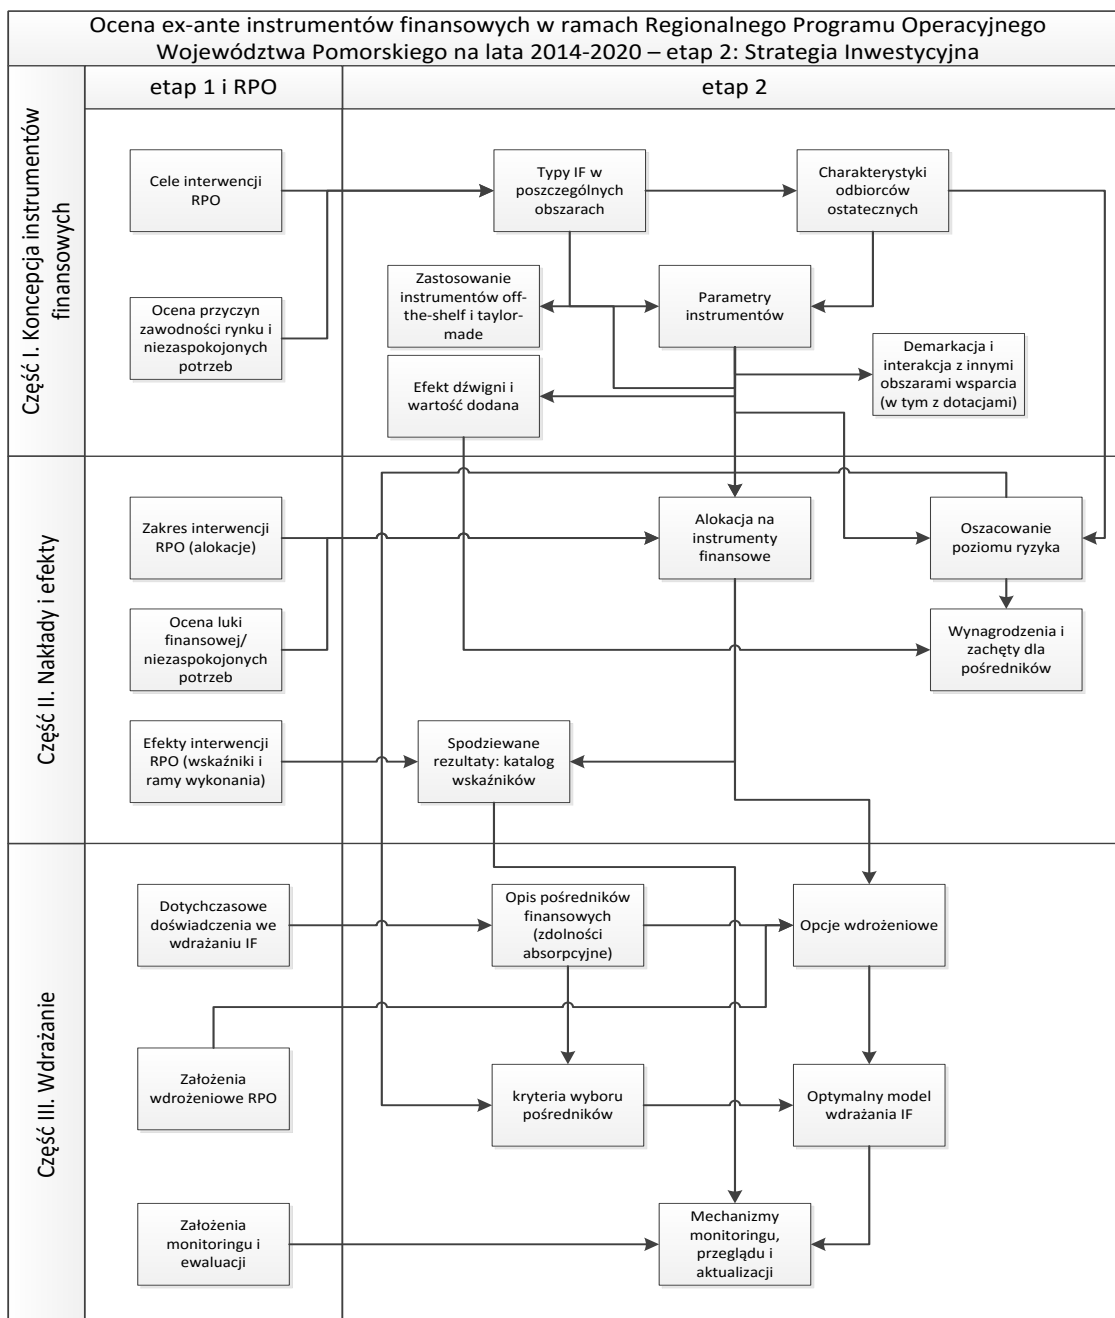 Ocena ex-ante instrumentów finansowych w ramach Regionalnego Programu Operacyjnego
Województwa Pomorskiego na lata 2014-2020 – etap 2: Strategia Inwestycyjna
etap 1 i RPO
etap 2
Część I. Koncepcja instrumentów
finansowych
Cele interwencji
RPO
Typy IF w
poszczególnych
obszarach
Charakterystyki
odbiorców
ostatecznych
Ocena przyczyn
zawodności rynku i
niezaspokojonych
potrzeb
Zastosowanie
instrumentów off-
the-shelf i taylor-
made
Parametry
instrumentów
Efekt dźwigni i
wartość dodana
Demarkacja i
interakcja z innymi
obszarami wsparcia
(w tym z dotacjami)
Część II. Nakłady i efekty
Zakres interwencji
RPO (alokacje)
Alokacja na
instrumenty
finansowe
Oszacowanie
poziomu ryzyka
Ocena luki
finansowej/
niezaspokojonych
potrzeb
Wynagrodzenia i
zachęty dla
pośredników
Efekty interwencji
RPO (wskaźniki i
ramy wykonania)
Spodziewane
rezultaty: katalog
wskaźników
Część III. Wdrażanie
Dotychczasowe
doświadczenia we
wdrażaniu IF
Opis pośredników
finansowych
(zdolności
absorpcyjne)
Opcje wdrożeniowe
Założenia
wdrożeniowe RPO
kryteria wyboru
pośredników
Optymalny model
wdrażania IF
Założenia
monitoringu i
ewaluacji
Mechanizmy
monitoringu,
przeglądu i
aktualizacji